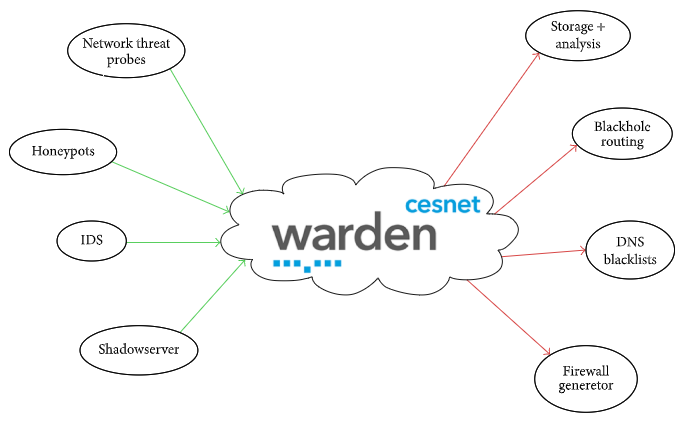 Network threat
probes
Honeypots
IDS
Shadowserver
cesnet
warden
Storage +
analysis
Blackhole
routing
DNS
blacklists
Firewall
generetor